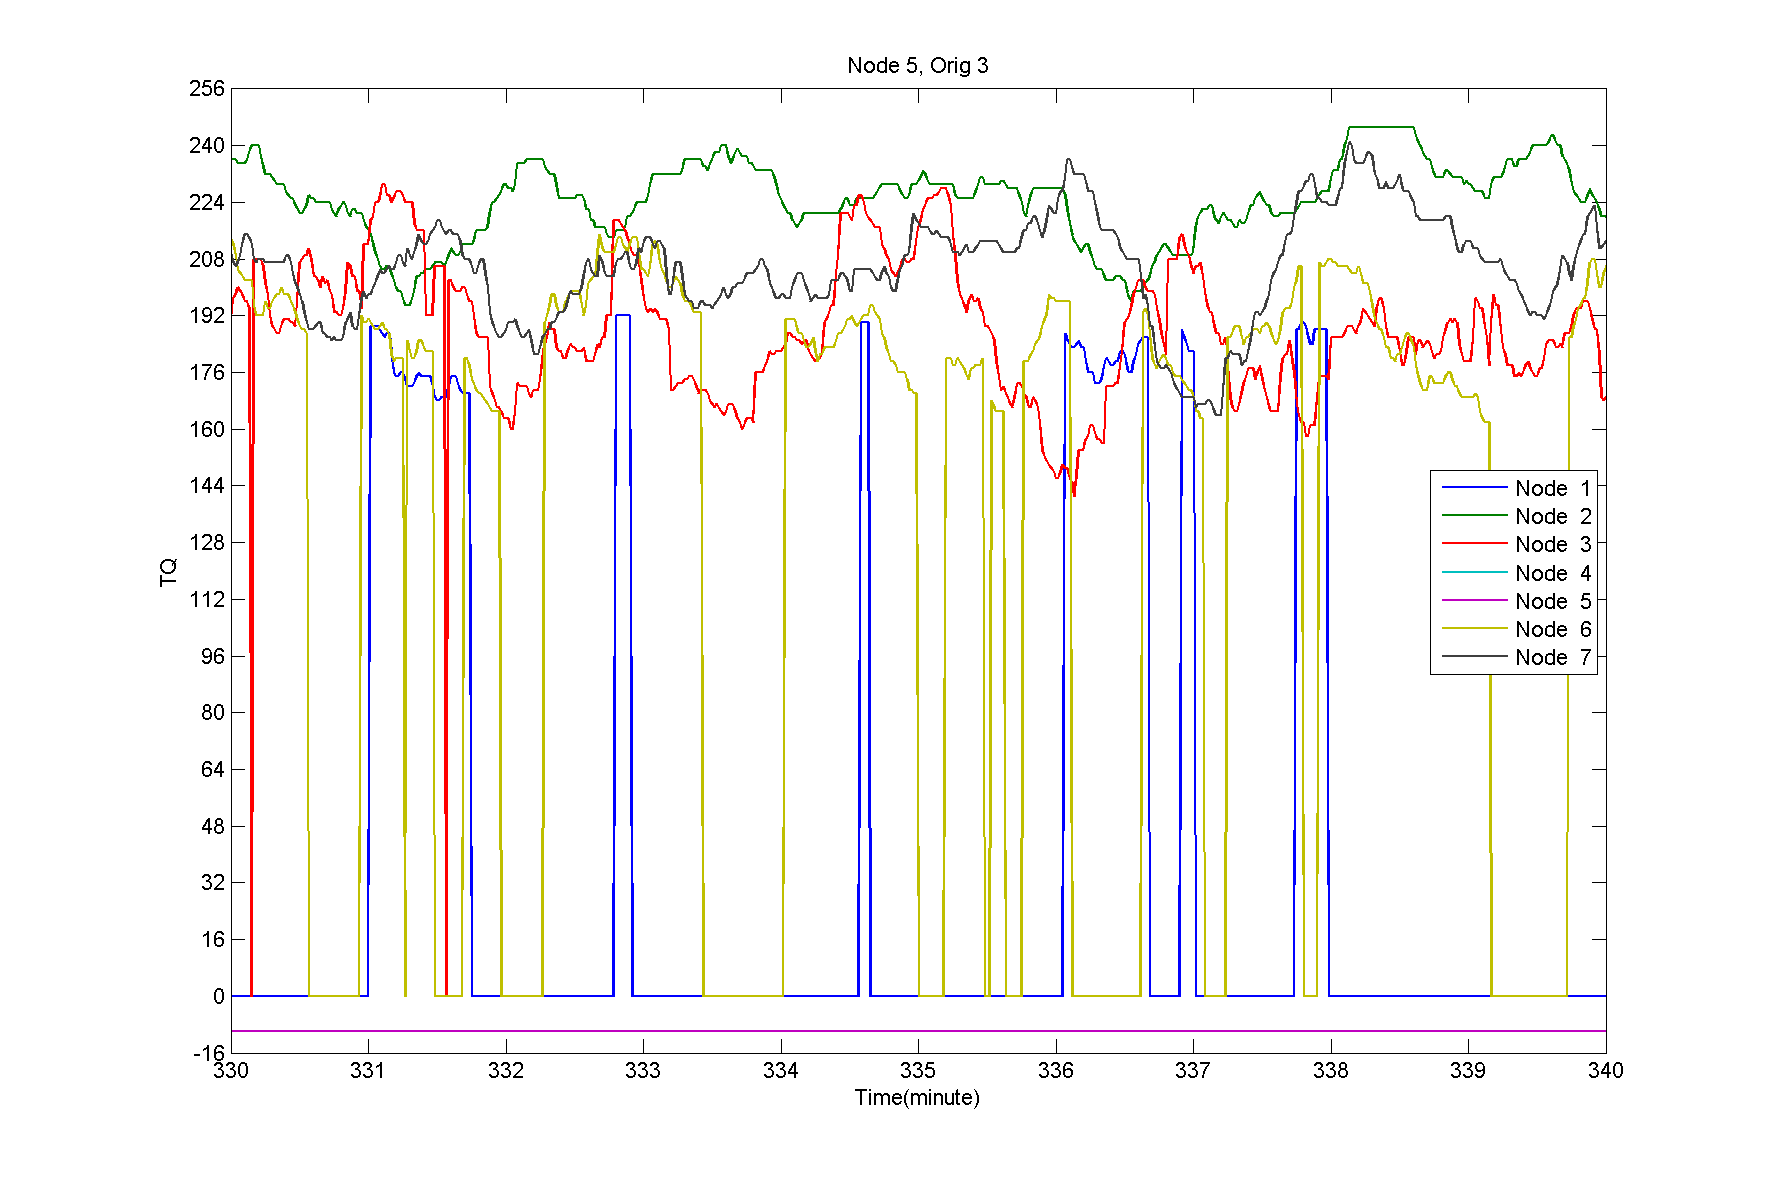 Node 5, Orig 3
256
240
224
208
192
176
160
144
128
112
96
80
64
48
32
16
0
-16
TQ
330 331 332 333 334 335 336 337 338 339 340
Time(minute)
Node 1
Node 2
Node 3
Node 4
Node 5
Node 6
Node 7